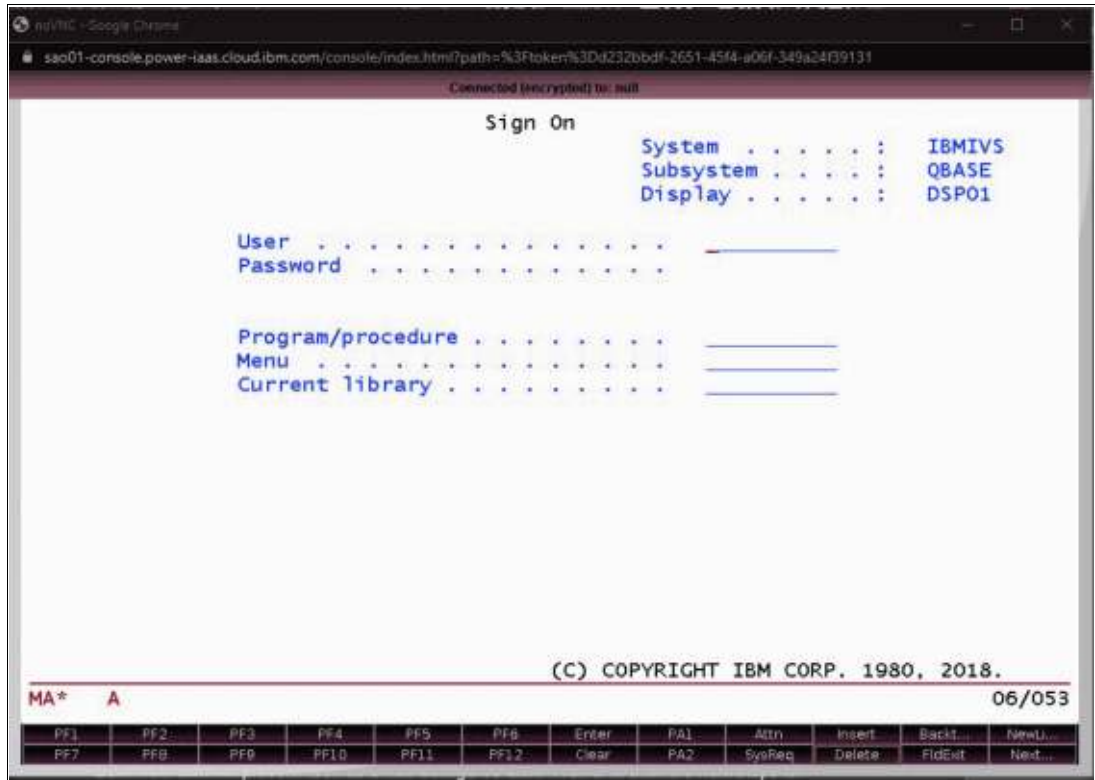 noVNC - Google Chrome
sao01-console.power-iaas.cloud.ibm.com/console/index.html?path=%3Ftoken%3Dd232bbdf-2651-45f4-a06f-349a24f39131
Connected (encrypted) to: null
Sign On
System . . . . . : IBMIVS
Subsystem . . . . : QBASE
Display . . . . . : DSP01
User . . . . . . . . . . . . . .
Password . . . . . . . . . . . .
Program/procedure . . . . . . . .
Menu . . . . . . . . . . . . . .
Current library . . . . . . . . .
(C) COPYRIGHT IBM CORP. 1980, 2018.
MA* A 06/053
PF1 PF2 PF3 PF4 PF5 PF6 Enter PA1 Attn Insert Backt... NewL...
PF7 PF8 PF9 PF10 PF11 PF12 Clear PA2 SysReq Delete FldExit Next...